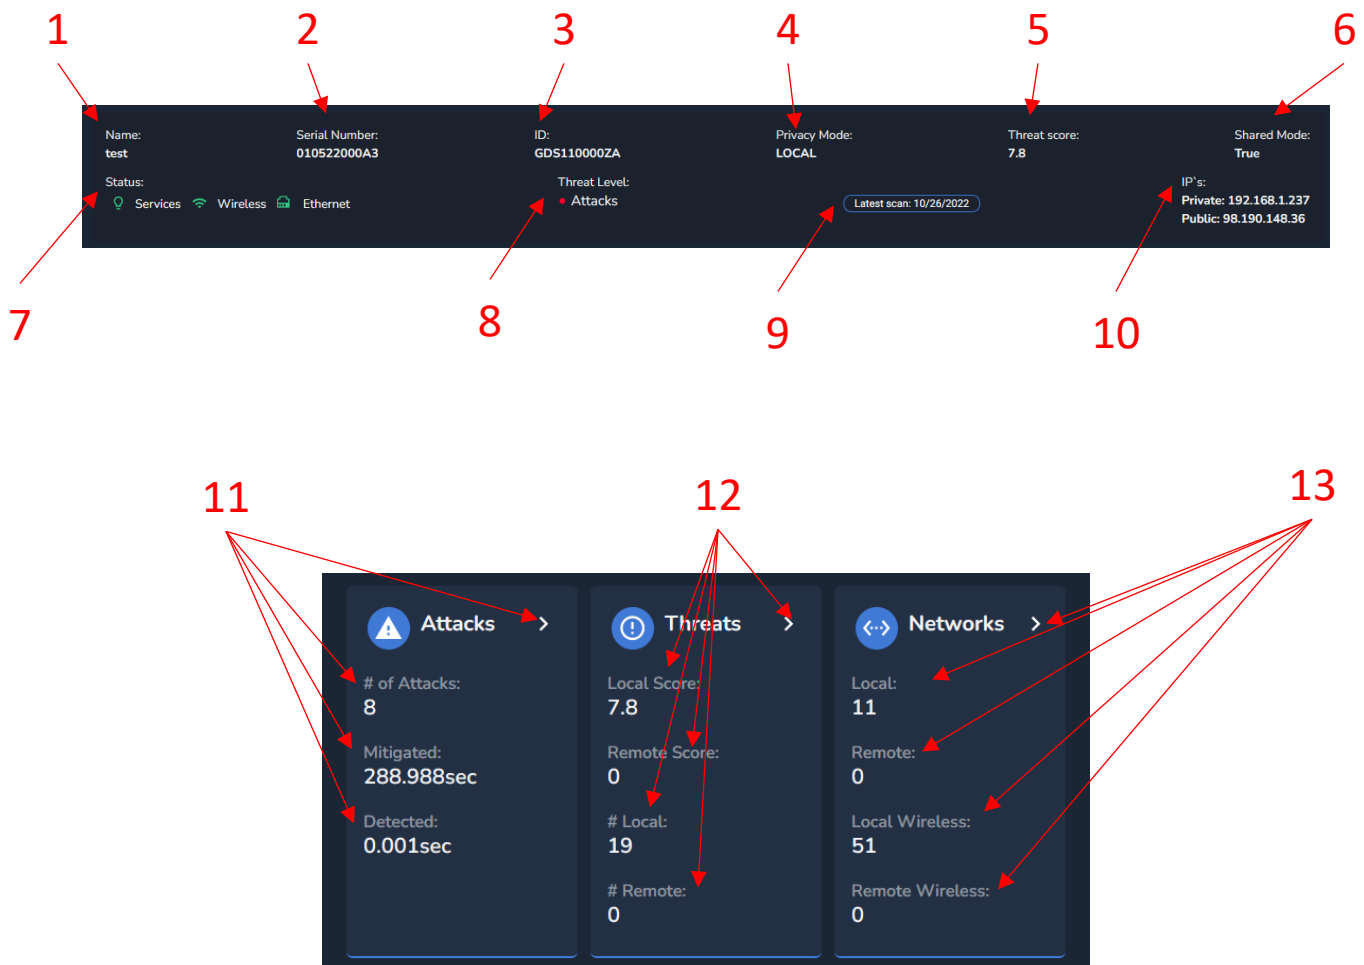 1 2 3 4 5 6
Name: Serial Number: ID: Privacy Mode: Threat score: Shared Mode:
test 010522000A3 GDS110000ZA LOCAL 7.8 True
Status: Threat Level: IP`s:
Services Wireless Ethernet • Attacks Latest scan: 10/26/2022 Private: 192.168.1.237
Public: 98.190.148.36
7 8 9 10
11 12 13
Attacks > Threats > Networks >
# of Attacks: Local Score: Local:
8 7.8 11
Mitigated: Remote Score: Remote:
288.988sec 0 0
Detected: # Local: Local Wireless:
0.001sec 19 51
# Remote: Remote Wireless:
0 0